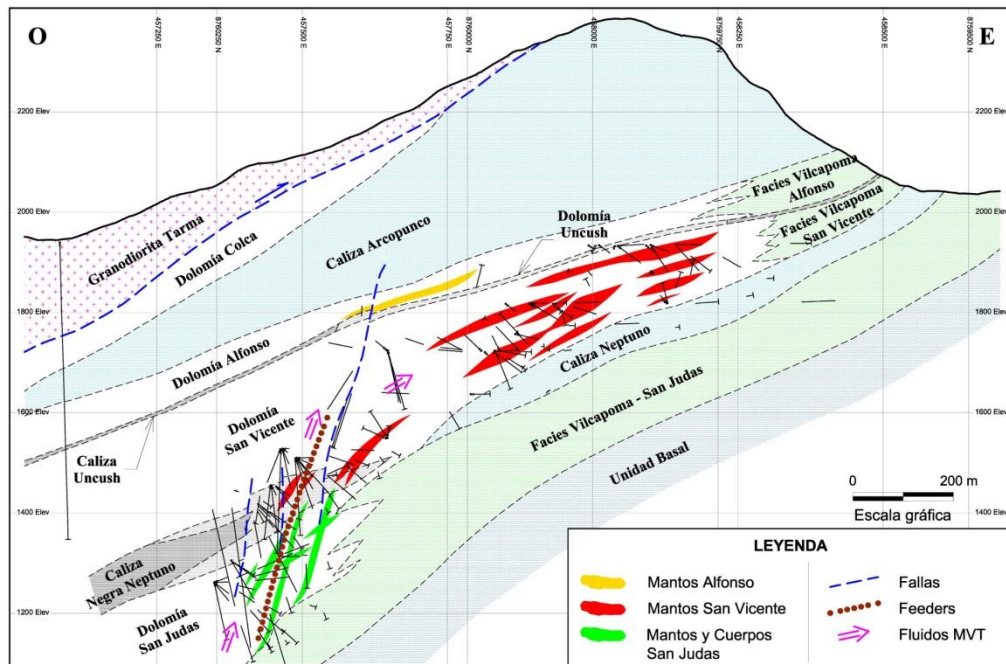 O
457250 E
8760250 N
457500 E
457750 E
8760000 N
8759750 N
458250 E
E
2200 Elev
2200 Elev
2000 Elev
2000 Elev
1800 Elev
1800 Elev
1600 Elev
1600 Elev
1400 Elev
1400 Elev
1200 Elev
Granodiorita Tarma
Dolomía Colca
Caliza Arcopunco
Dolomía
Uncush
Facies Vilcapoma
Alfonso
Facies Vilcapoma
San Vicente
Dolomía Alfonso
Caliza Neptuno
Facies Vilcapoma - San Judas
Unidad Basal
Dolomía
San Vicente
Caliza
Uncush
Caliza
Negra Neptuno
Dolomía
San Judas
0
200 m
Escala gráfica
LEYENDA
Mantos Alfonso
Mantos San Vicente
Mantos y Cuerpos
San Judas
Fallas
Feeders
Fluidos MVT